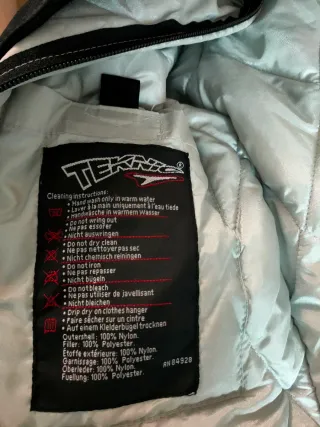 TEKNIC®
Cleaning instructions:
• Hand wash only in warm water
• Laver à la main uniquement à l'eau tiede
• Handwäsche in warmem Wasser
• Do not wring out
• Ne pas essorer
• Nicht auswringen
• Do not dry clean
• Ne pas nettoyer pas sec
• Nicht chemisch reiningen
• Do not iron
• Ne pas repasser
• Nicht bügeln
• Do not bleach
• Ne pas utiliser de javellisant
• Nicht bleichen
• Drip dry on clothes hanger
• Faire sécher sur un cintre
• Auf einem Kleiderbügel trocknen
Outershell: 100% Nylon.
Filler: 100% Polyester.
Étoffe extérieure: 100% Nylon.
Garnissage: 100% Polyester.
Oberleder: 100% Nylon.
Fuellung: 100% Polyester.
RN 84928